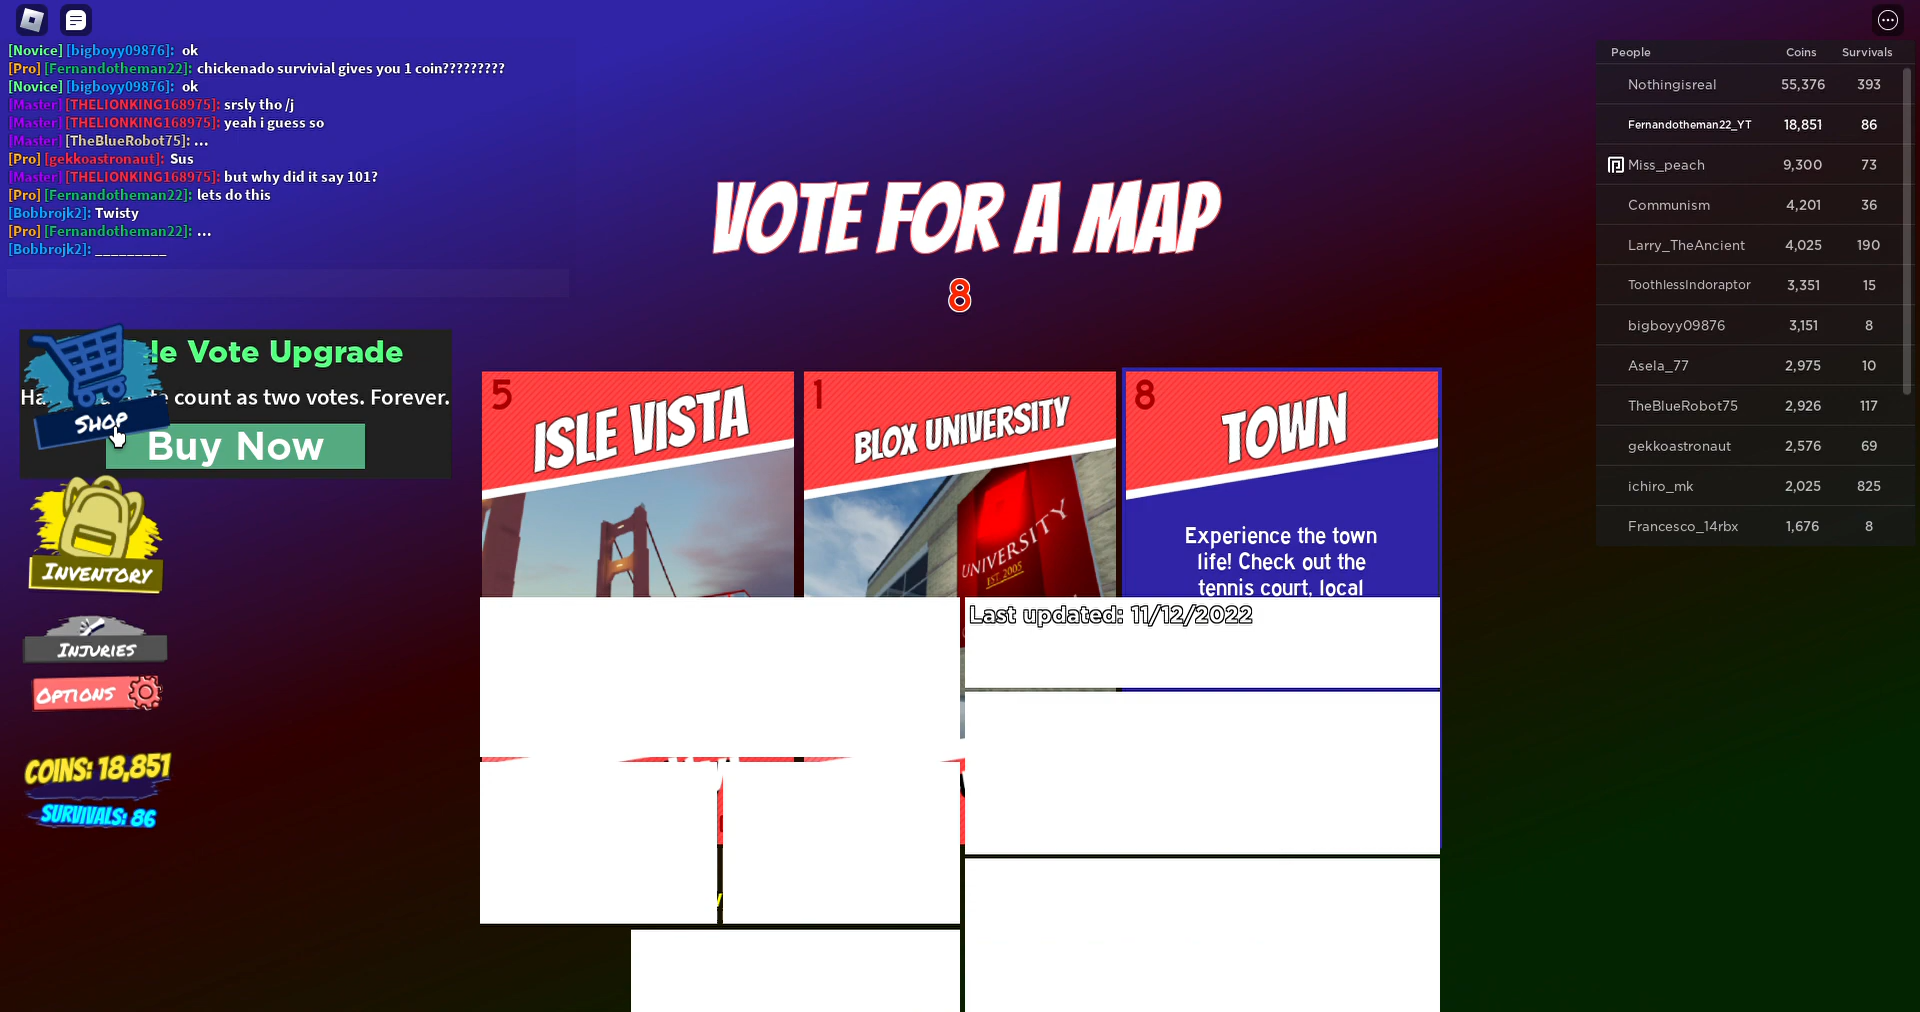 [Novice] [bigboyy09876]: ok
[Pro] [Fernandotheman22]: chickenado survivial gives you 1 coin?????????
[Novice] [bigboyy09876]: ok
[Master] [THELIONKING168975]: srsly tho /j
[Master] [THELIONKING168975]: yeah i guess so
[Master] [TheBlueRobot75]: ...
[Pro] [gekkoastronaut]: Sus
[Master] [THELIONKING168975]: but why did it say 101?
[Pro] [Fernandotheman22]: lets do this
[Bobbrojk2]: Twisty
[Pro] [Fernandotheman22]: ...
[Bobbrojk2]: _________
People Coins Survivals
Nothingisreal 55,376 393
Fernandotheman22_YT 18,851 86
Miss_peach 9,300 73
Communism 4,201 36
Larry_TheAncient 4,025 190
ToothlessIndoraptor 3,351 15
bigboyy09876 3,151 8
Asela_77 2,975 10
TheBlueRobot75 2,926 117
gekkoastronaut 2,576 69
ichiro_mk 2,025 825
Francesco_14rbx 1,676 8
VOTE FOR A MAP
8
Vote Upgrade
count as two votes. Forever.
Buy Now
SHOP
INVENTORY
INJURIES
OPTIONS
COINS: 18,851
SURVIVALS: 86
5
ISLE VISTA
1
BLOX UNIVERSITY
UNIVERSITY
EST 2005
8
TOWN
Experience the town
life! Check out the
tennis court, local
Last updated: 11/12/2022